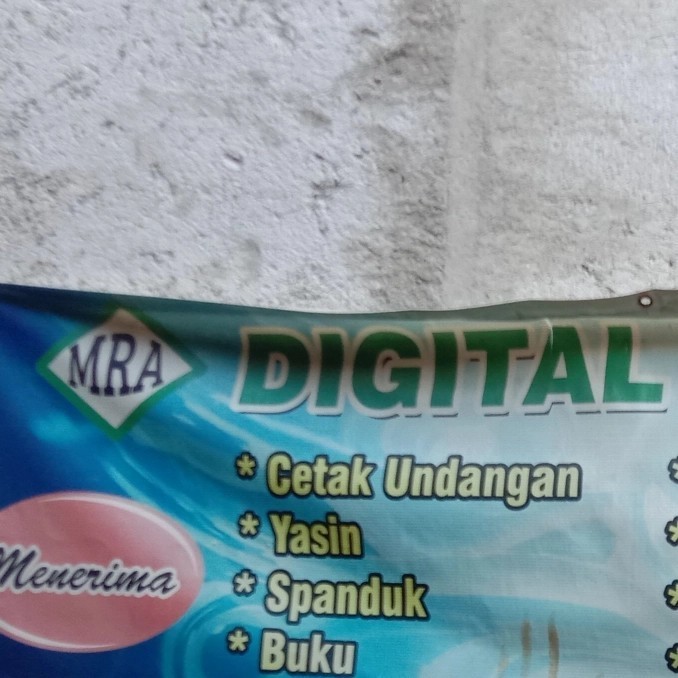 MRA
DIGITAL
* Cetak Undangan
* Yasin
* Spanduk
* Buku
Menerima